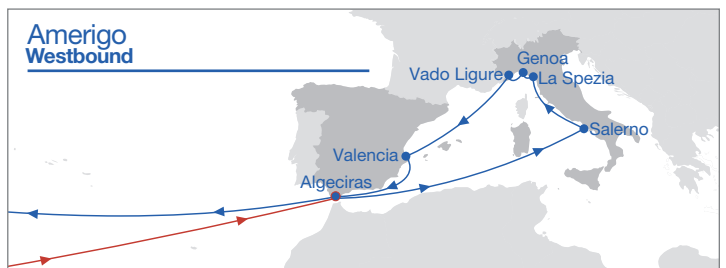 Amerigo
Westbound
Genoa
Vado Ligure
La Spezia
Salerno
Valencia
Algeciras